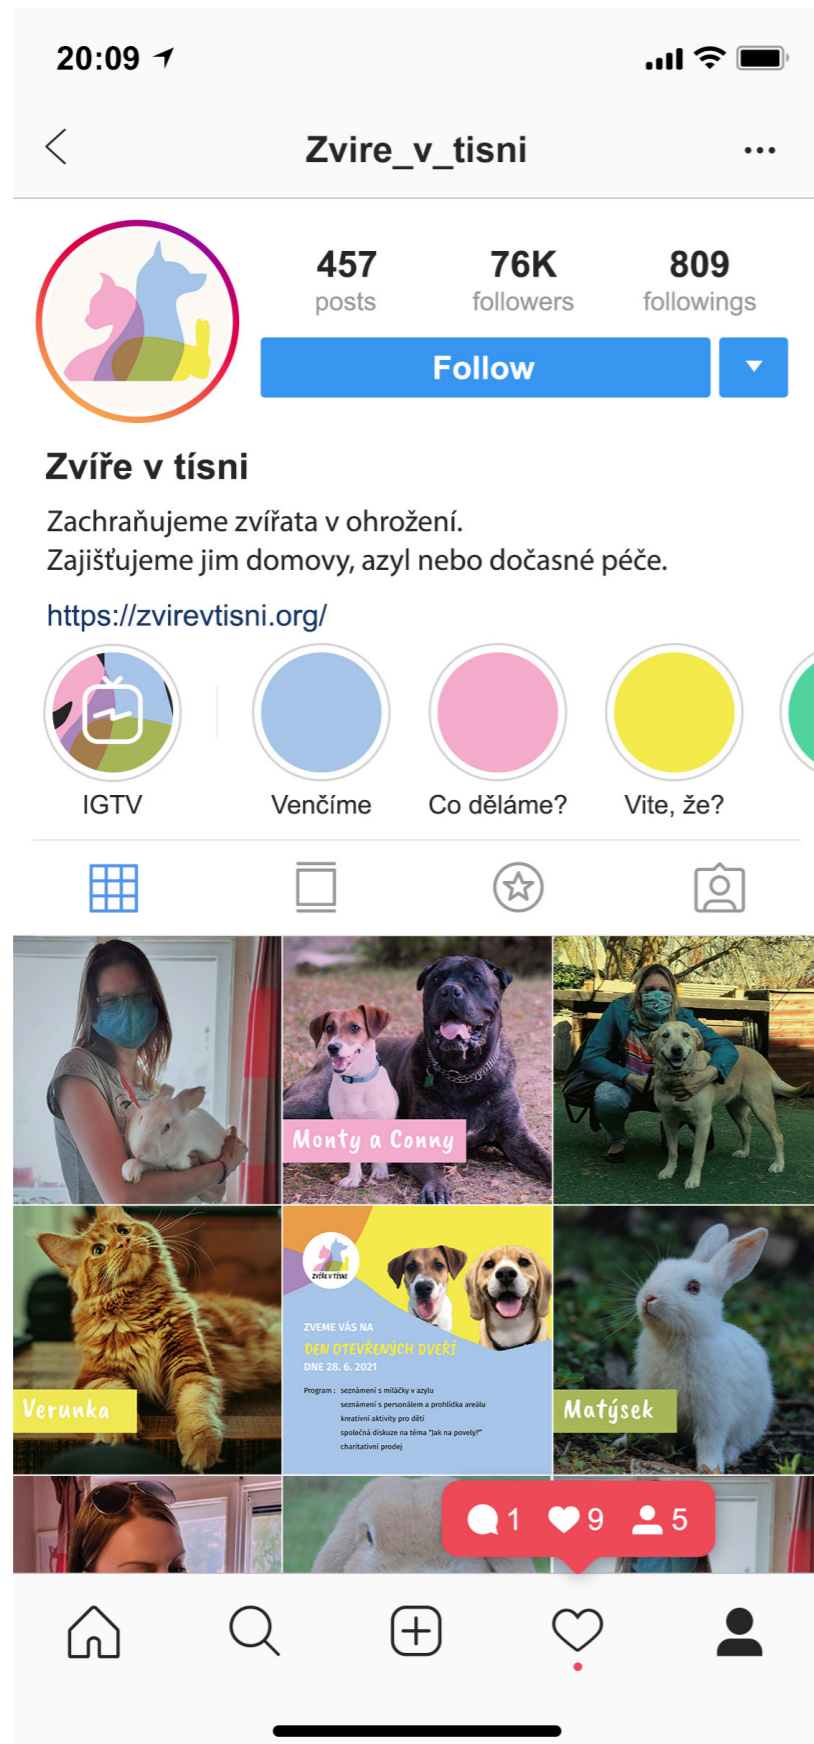 20:09
Zvire_v_tisni
457
posts
76K
followers
809
followings
Follow
Zvíře v tísni
Zachraňujeme zvířata v ohrožení.
Zajišťujeme jim domovy, azyl nebo dočasné péče.
https://zvirevtisni.org/
IGTV
Venčíme
Co děláme?
Vite, že?
Monty a Conny
Verunka
ZVÍŘE V TÍSNI
ZVEME VÁS NA
DEN OTEVŘENÝCH DVEŘÍ
DNE 28. 6. 2021
Program : seznámení s miláčky v azylu
seznámení s personálem a prohlídka areálu
kreativní aktivity pro děti
společná diskuze na téma "Jak na povely?"
charitativní prodej
Matýsek
1 9 5